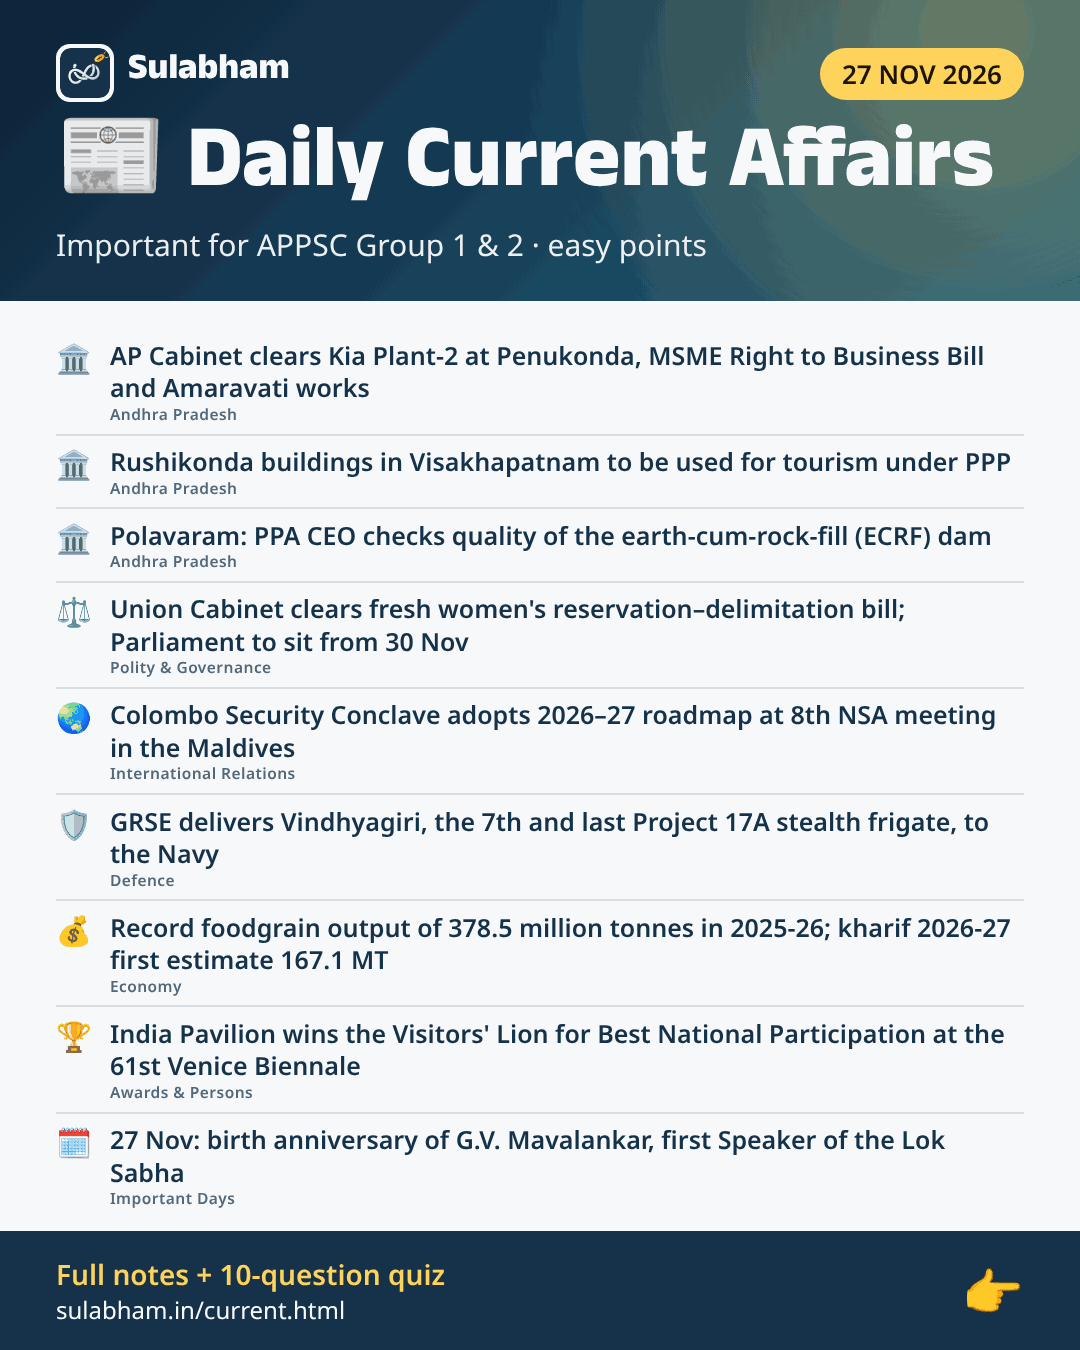 Sulabham
27 NOV 2026
Daily Current Affairs
Important for APPSC Group 1 & 2 · easy points
AP Cabinet clears Kia Plant-2 at Penukonda, MSME Right to Business Bill
and Amaravati works
Andhra Pradesh
Rushikonda buildings in Visakhapatnam to be used for tourism under PPP
Andhra Pradesh
Polavaram: PPA CEO checks quality of the earth-cum-rock-fill (ECRF) dam
Andhra Pradesh
Union Cabinet clears fresh women's reservation–delimitation bill;
Parliament to sit from 30 Nov
Polity & Governance
Colombo Security Conclave adopts 2026–27 roadmap at 8th NSA meeting
in the Maldives
International Relations
GRSE delivers Vindhyagiri, the 7th and last Project 17A stealth frigate, to
the Navy
Defence
Record foodgrain output of 378.5 million tonnes in 2025-26; kharif 2026-27
first estimate 167.1 MT
Economy
India Pavilion wins the Visitors' Lion for Best National Participation at the
61st Venice Biennale
Awards & Persons
27 Nov: birth anniversary of G.V. Mavalankar, first Speaker of the Lok
Sabha
Important Days
Full notes + 10-question quiz
sulabham.in/current.html